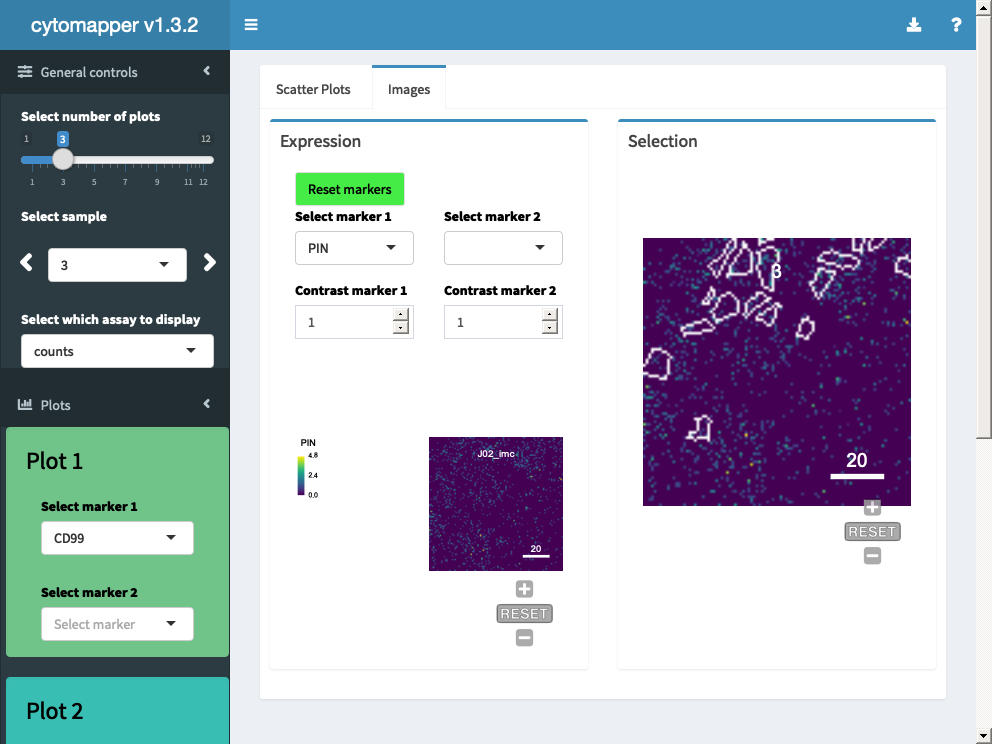 cytomapper v1.3.2
?
General controls
Select number of plots
1
3
12
1 3 5 7 9 11 12
Select sample
3
Select which assay to display
counts
Plots
Plot 1
Select marker 1
CD99
Select marker 2
Select marker
Plot 2
Scatter Plots
Images
Expression
Reset markers
Select marker 1
Select marker 2
PIN
Contrast marker 1
Contrast marker 2
1
1
PIN
4.8
2.4
0.0
J02_imc
20
RESET
Selection
3
20
RESET